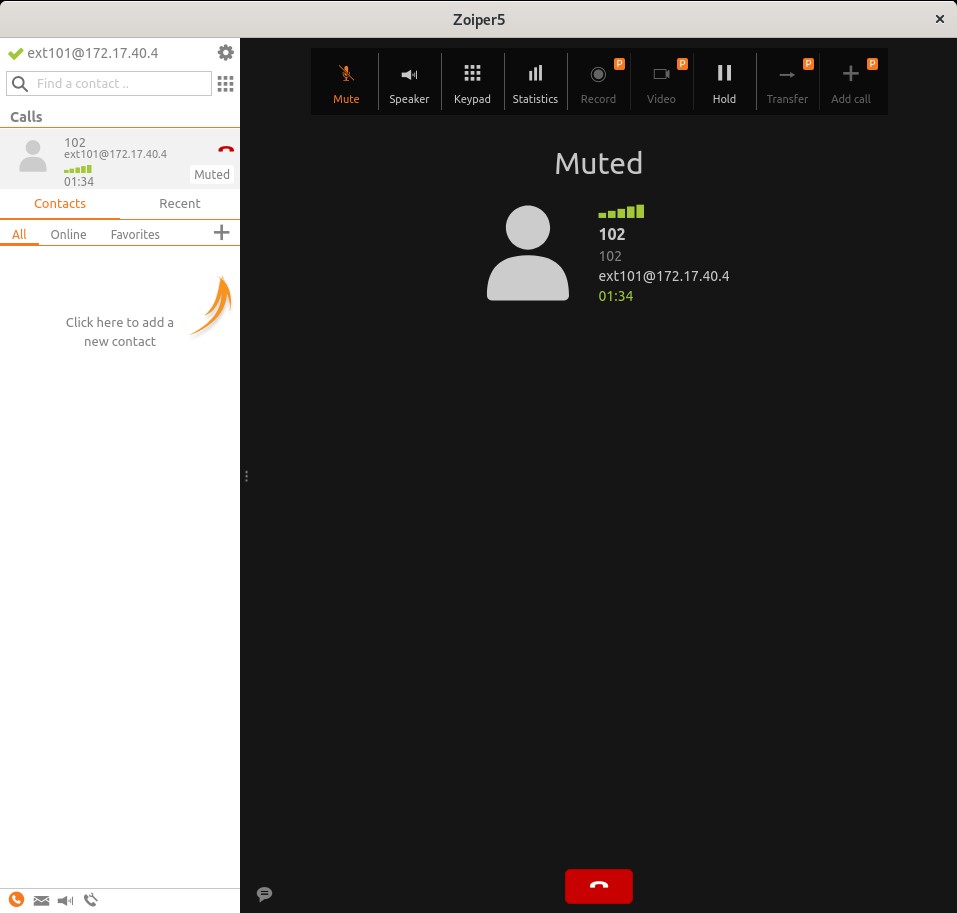 Zoiper5
×
ext101@172.17.40.4
Find a contact ..
Calls
102
ext101@172.17.40.4
01:34
Muted
Contacts Recent
All Online Favorites
Click here to add a
new contact
P P P P
Mute Speaker Keypad Statistics Record Video Hold Transfer Add call
Muted
102
102
ext101@172.17.40.4
01:34